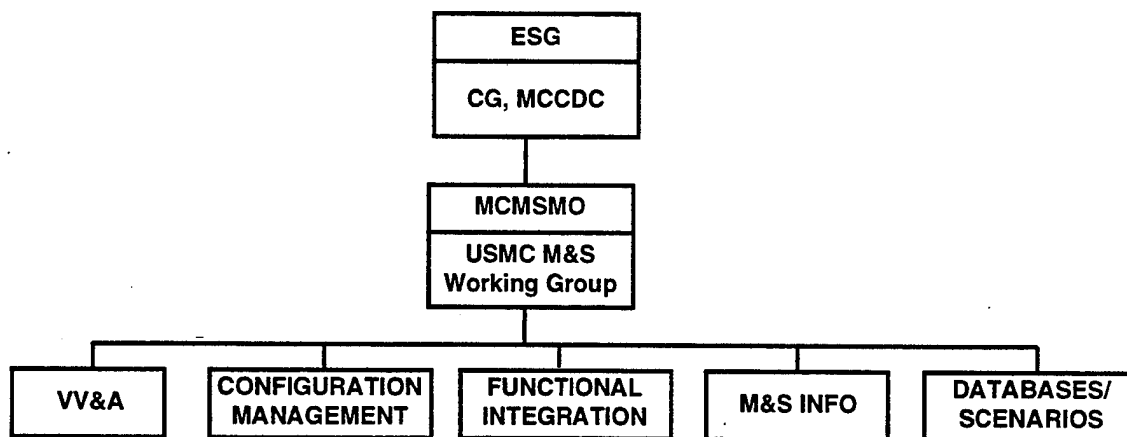 ESG
CG, MCCDC
MCMSMO
USMC M&S
Working Group
VV&A
CONFIGURATION
MANAGEMENT
FUNCTIONAL
INTEGRATION
M&S INFO
DATABASES/
SCENARIOS